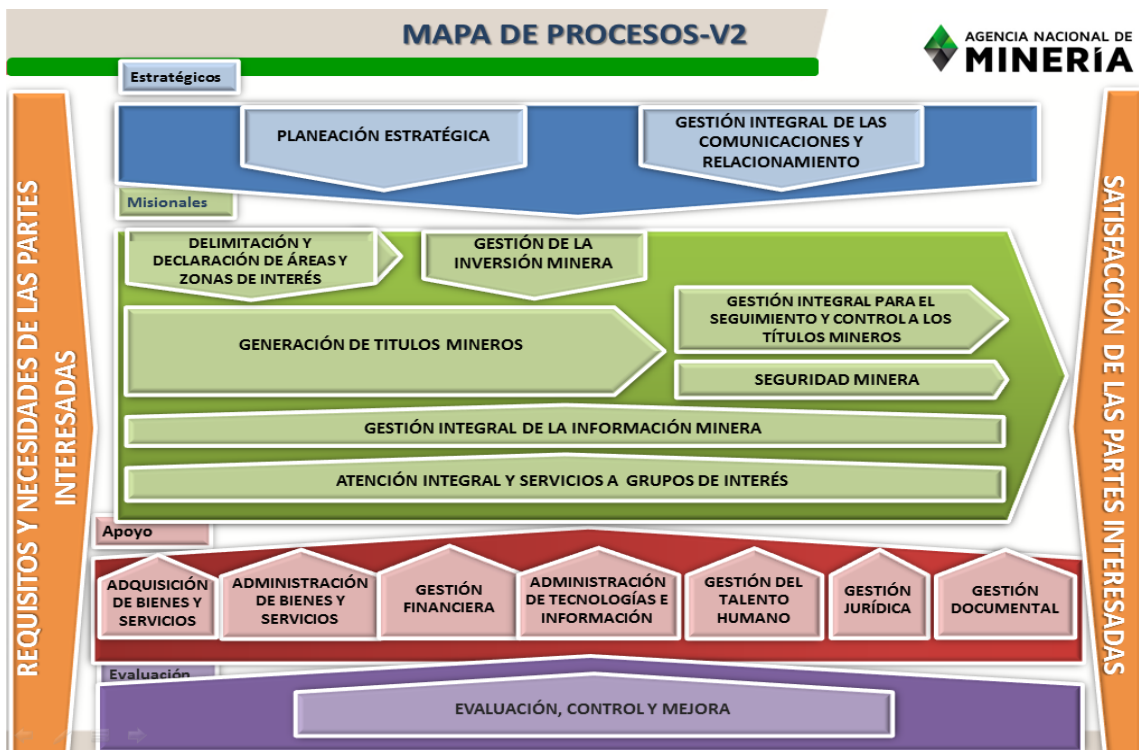 MAPA DE PROCESOS-V2
AGENCIA NACIONAL DE
MINERÍA
Estratégicos
REQUISITOS Y NECESIDADES DE LAS PARTES
INTERESADAS
PLANEACIÓN ESTRATÉGICA
GESTIÓN INTEGRAL DE LAS
COMUNICACIONES Y
RELACIONAMIENTO
Misionales
DELIMITACIÓN Y
DECLARACIÓN DE ÁREAS Y
ZONAS DE INTERÉS
GESTIÓN DE LA
INVERSIÓN MINERA
GENERACIÓN DE TITULOS MINEROS
GESTIÓN INTEGRAL PARA EL
SEGUIMIENTO Y CONTROL A LOS
TÍTULOS MINEROS
SEGURIDAD MINERA
GESTIÓN INTEGRAL DE LA INFORMACIÓN MINERA
ATENCIÓN INTEGRAL Y SERVICIOS A GRUPOS DE INTERÉS
Apoyo
ADQUISICIÓN
DE BIENES Y
SERVICIOS
ADMINISTRACIÓN
DE BIENES Y
SERVICIOS
GESTIÓN
FINANCIERA
ADMINISTRACIÓN
DE TECNOLOGÍAS E
INFORMACIÓN
GESTIÓN DEL
TALENTO
HUMANO
GESTIÓN
JURÍDICA
GESTIÓN
DOCUMENTAL
Evaluación
EVALUACIÓN, CONTROL Y MEJORA
SATISFACCIÓN DE LAS PARTES INTERESADAS